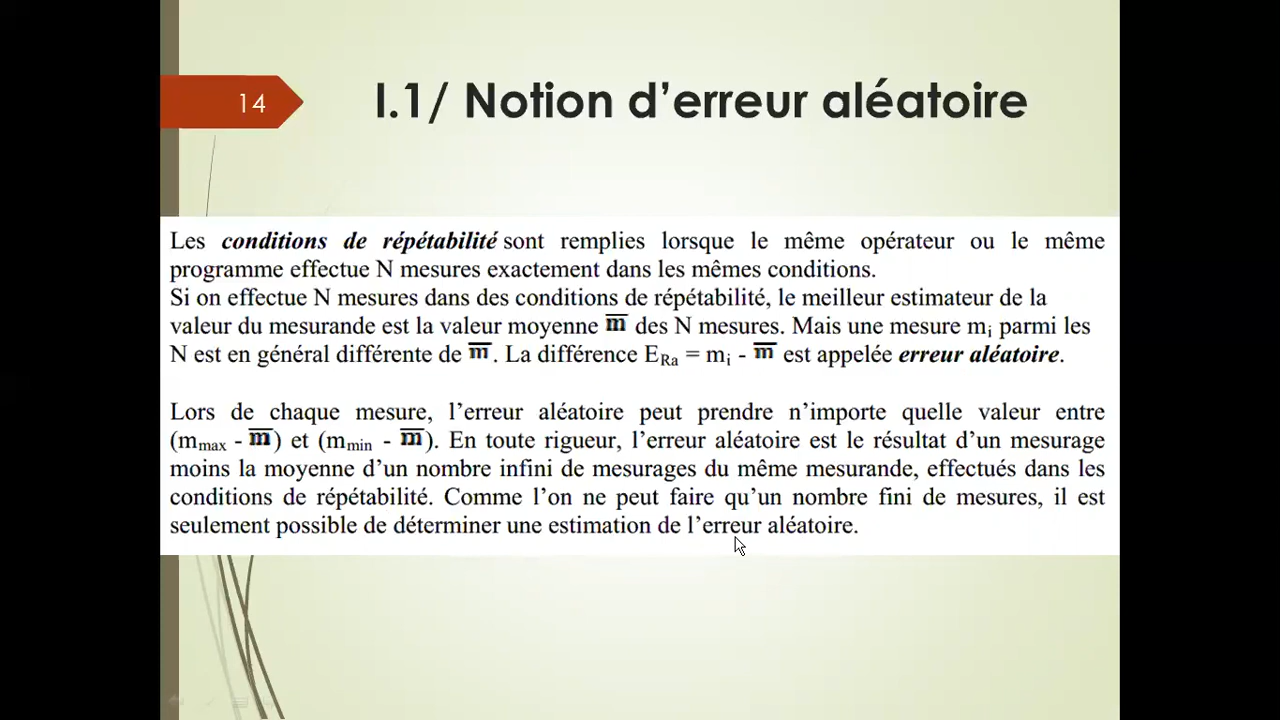 14
I.1/ Notion d’erreur aléatoire
Les conditions de répétabilité sont remplies lorsque le même opérateur ou le même
programme effectue N mesures exactement dans les mêmes conditions.
Si on effectue N mesures dans des conditions de répétabilité, le meilleur estimateur de la
valeur du mesurande est la valeur moyenne m̅ des N mesures. Mais une mesure mi parmi les
N est en général différente de m̅. La différence ERa = mi - m̅ est appelée erreur aléatoire.
Lors de chaque mesure, l’erreur aléatoire peut prendre n’importe quelle valeur entre
(mmax - m̅) et (mmin - m̅). En toute rigueur, l’erreur aléatoire est le résultat d’un mesurage
moins la moyenne d’un nombre infini de mesurages du même mesurande, effectués dans les
conditions de répétabilité. Comme l’on ne peut faire qu’un nombre fini de mesures, il est
seulement possible de déterminer une estimation de l’erreur aléatoire.